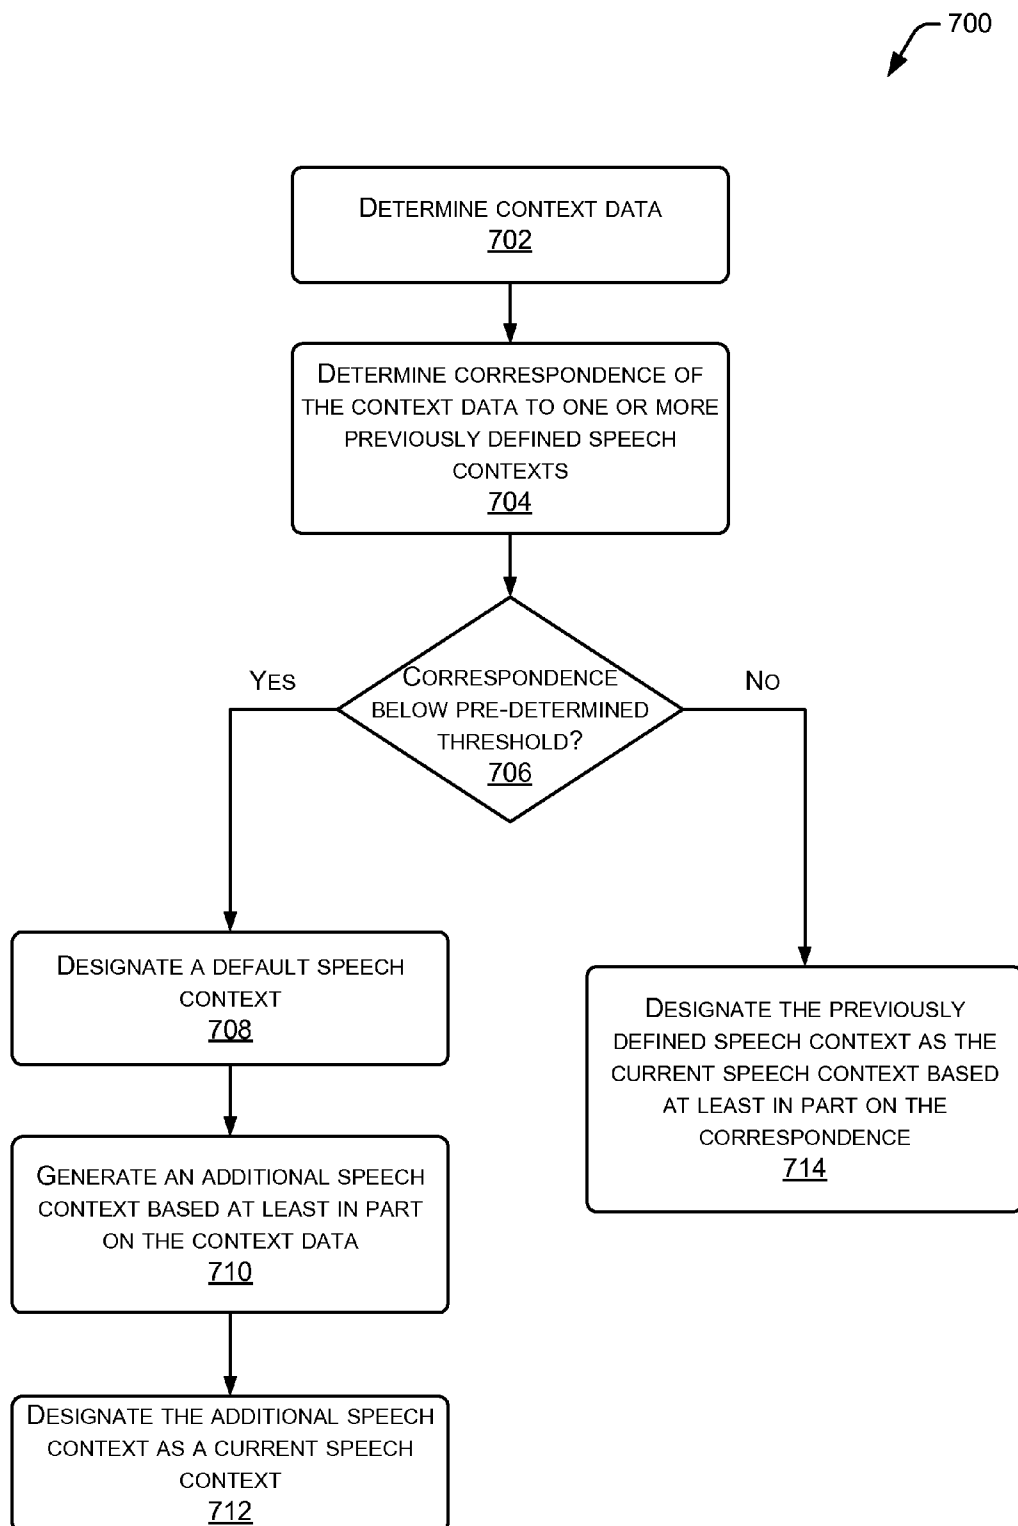 700
DETERMINE CONTEXT DATA
702
DETERMINE CORRESPONDENCE OF
THE CONTEXT DATA TO ONE OR MORE
PREVIOUSLY DEFINED SPEECH
CONTEXTS
704
CORRESPONDENCE
BELOW PRE-DETERMINED
THRESHOLD?
706
YES
NO
DESIGNATE A DEFAULT SPEECH
CONTEXT
708
GENERATE AN ADDITIONAL SPEECH
CONTEXT BASED AT LEAST IN PART
ON THE CONTEXT DATA
710
DESIGNATE THE ADDITIONAL SPEECH
CONTEXT AS A CURRENT SPEECH
CONTEXT
712
DESIGNATE THE PREVIOUSLY
DEFINED SPEECH CONTEXT AS THE
CURRENT SPEECH CONTEXT BASED
AT LEAST IN PART ON THE
CORRESPONDENCE
714